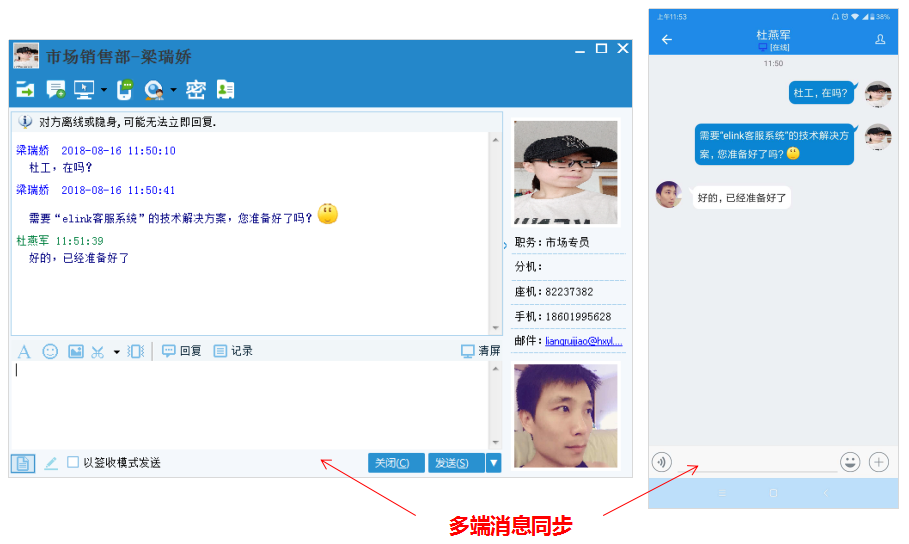 市场销售部-梁瑞娇
密
对方离线或隐身,可能无法立即回复.
梁瑞娇 2018-08-16 11:50:10
杜工，在吗?
梁瑞娇 2018-08-16 11:50:41
需要“elink客服系统”的技术解决方案，您准备好了吗?
杜燕军 11:51:39
好的，已经准备好了
A
回复
记录
清屏
以签收模式发送
关闭(C)
发送(S)
职务:市场专员
分机:
座机:82237382
手机:18601995628
邮件:liangruijiao@hxyl....
上午11:53
38%
杜燕军
[在线]
11:50
杜工, 在吗?
需要"elink客服系统"的技术解决方
案，您准备好了吗?
好的, 已经准备好了
多端消息同步